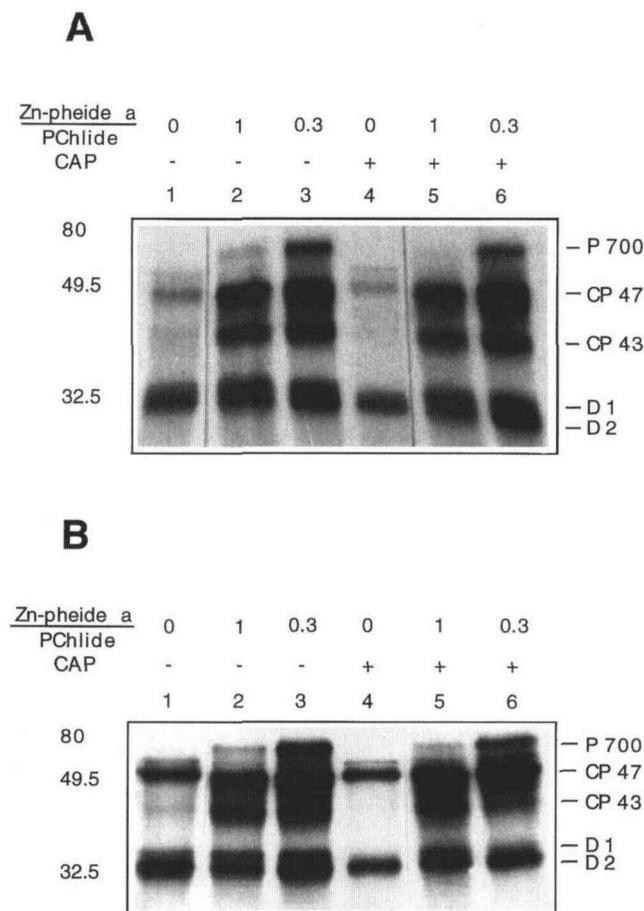 A
Zn-pheide a
PChlide 0 1 0.3 0 1 0.3
CAP - - - + + +
1 2 3 4 5 6
80
P 700
49.5
CP 47
CP 43
32.5
D 1
D 2
B
Zn-pheide a
PChlide 0 1 0.3 0 1 0.3
CAP - - - + + +
1 2 3 4 5 6
80
P 700
49.5
CP 47
CP 43
D 1
D 2
32.5